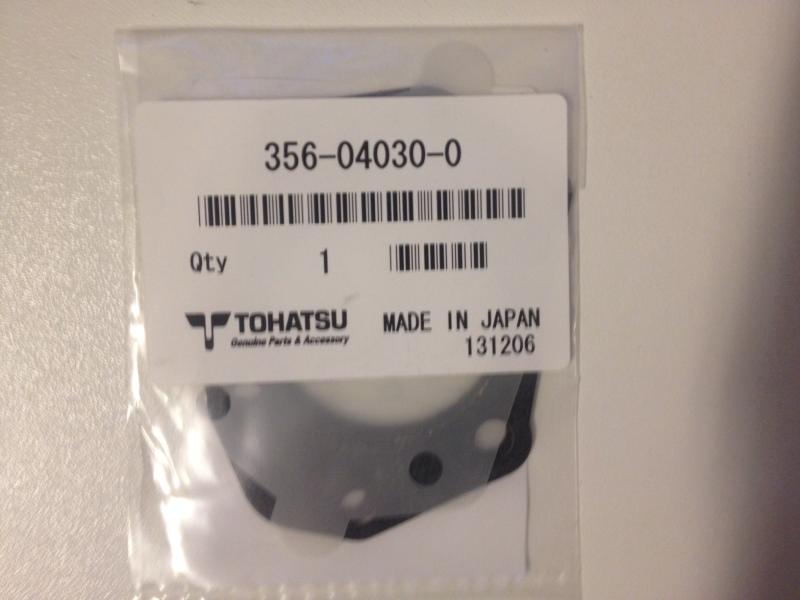 356-04030-0
Qty 1
TOHATSU
Genuine Parts & Accessory
MADE IN JAPAN
131206